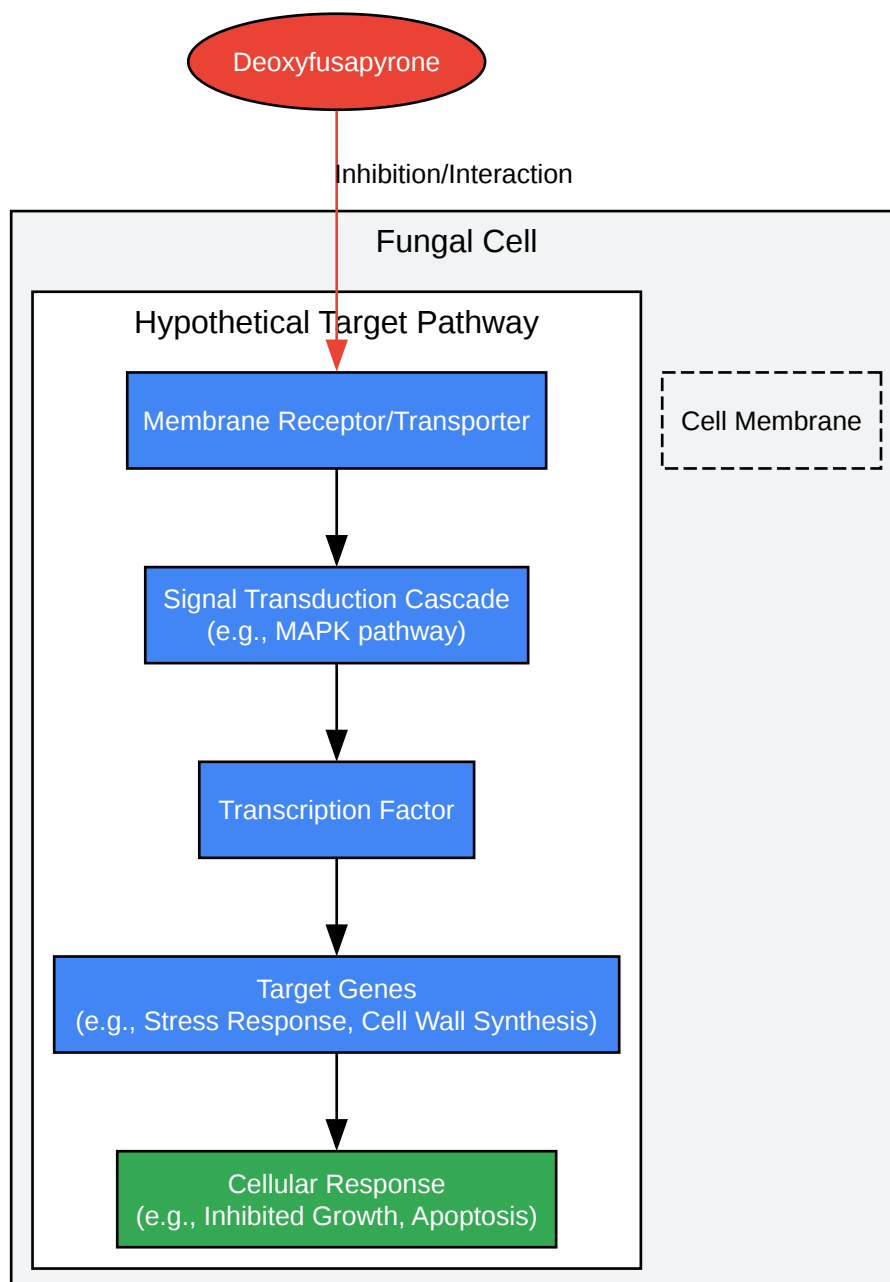 Deoxyfusapyrone
Inhibition/Interaction
Fungal Cell
Hypothetical Target Pathway
Membrane Receptor/Transporter
Cell Membrane
Signal Transduction Cascade
(e.g., MAPK pathway)
Transcription Factor
Target Genes
(e.g., Stress Response, Cell Wall Synthesis)
Cellular Response
(e.g., Inhibited Growth, Apoptosis)